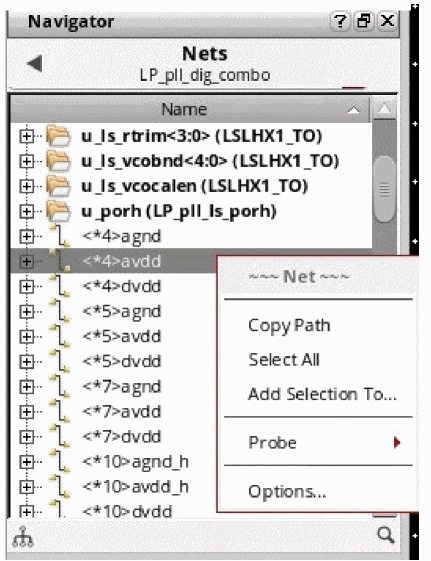 Navigator
Nets
LP_pll_dig_combo
Name
u_ls_rtrim<3:0> (LSLHX1_TO)
u_ls_vcobnd<4:0> (LSLHX1_TO)
u_ls_vcocalen (LSLHX1_TO)
u_porh (LP_pll_ls_porh)
<*4>agnd
<*4>avdd
<*4>dvdd
<*5>agnd
<*5>avdd
<*5>dvdd
<*7>agnd
<*7>avdd
<*7>dvdd
<*10>agnd_h
<*10>avdd_h
<*10>dvdd
~~~ Net ~~~
Copy Path
Select All
Add Selection To...
Probe
Options...